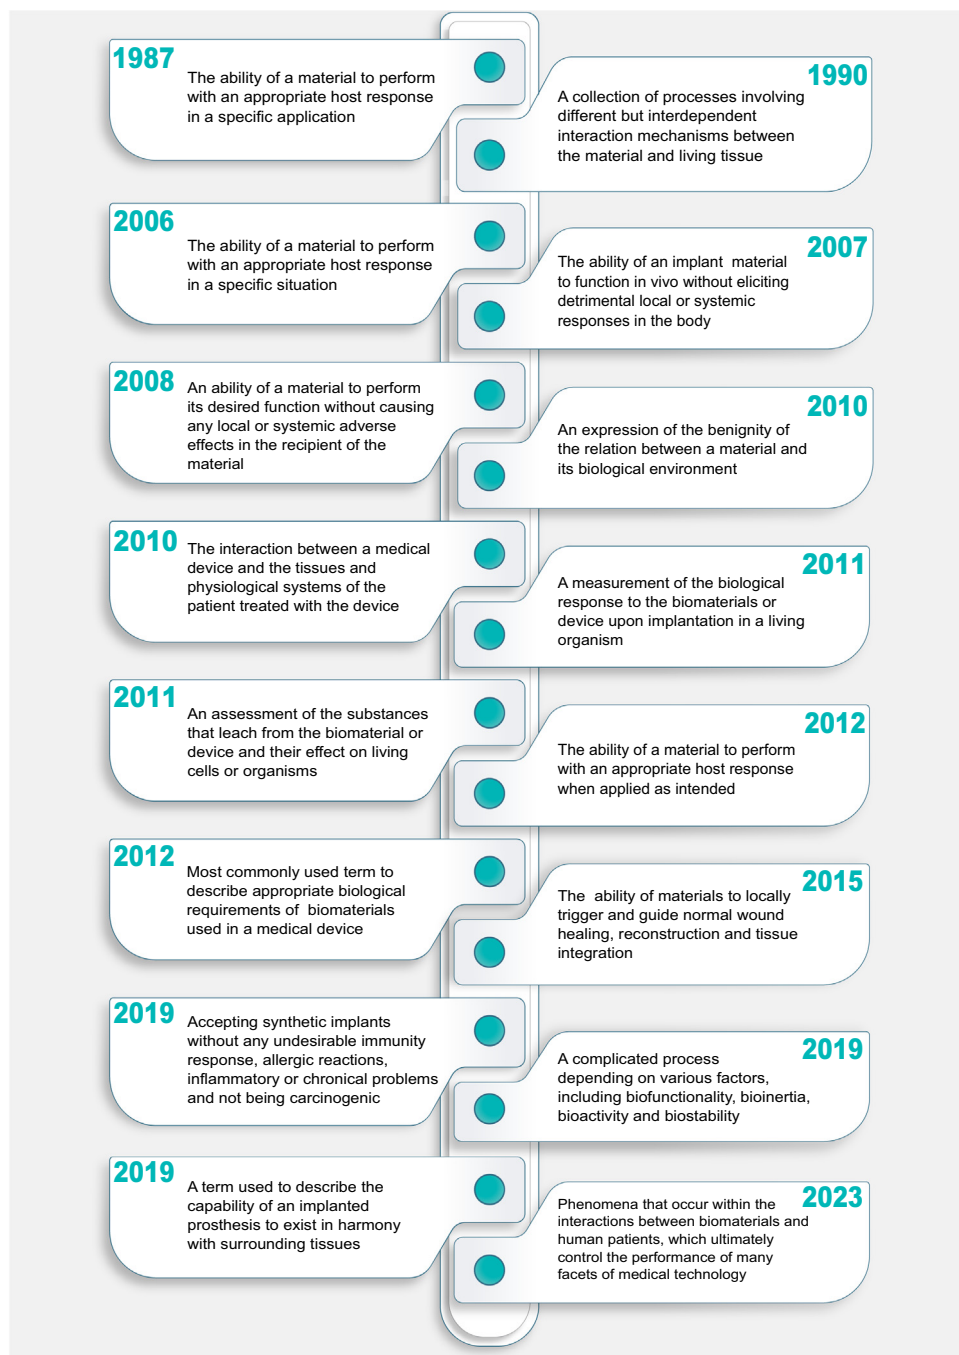 1987
The ability of a material to perform
with an appropriate host response
in a specific application
1990
A collection of processes involving
different but interdependent
interaction mechanisms between
the material and living tissue
2006
The ability of a material to perform
with an appropriate host response
in a specific situation
2007
The ability of an implant material
to function in vivo without eliciting
detrimental local or systemic
responses in the body
2008
An ability of a material to perform
its desired function without causing
any local or systemic adverse
effects in the recipient of the
material
2010
An expression of the benignity of
the relation between a material and
its biological environment
2010
The interaction between a medical
device and the tissues and
physiological systems of the
patient treated with the device
2011
A measurement of the biological
response to the biomaterials or
device upon implantation in a living
organism
2011
An assessment of the substances
that leach from the biomaterial or
device and their effect on living
cells or organisms
2012
The ability of a material to perform
with an appropriate host response
when applied as intended
2012
Most commonly used term to
describe appropriate biological
requirements of biomaterials
used in a medical device
2015
The ability of materials to locally
trigger and guide normal wound
healing, reconstruction and tissue
integration
2019
Accepting synthetic implants
without any undesirable immunity
response, allergic reactions,
inflammatory or chronical problems
and not being carcinogenic
2019
A complicated process
depending on various factors,
including biofunctionality, bioinertia,
bioactivity and biostability
2019
A term used to describe the
capability of an implanted
prosthesis to exist in harmony
with surrounding tissues
2023
Phenomena that occur within the
interactions between biomaterials and
human patients, which ultimately
control the performance of many
facets of medical technology